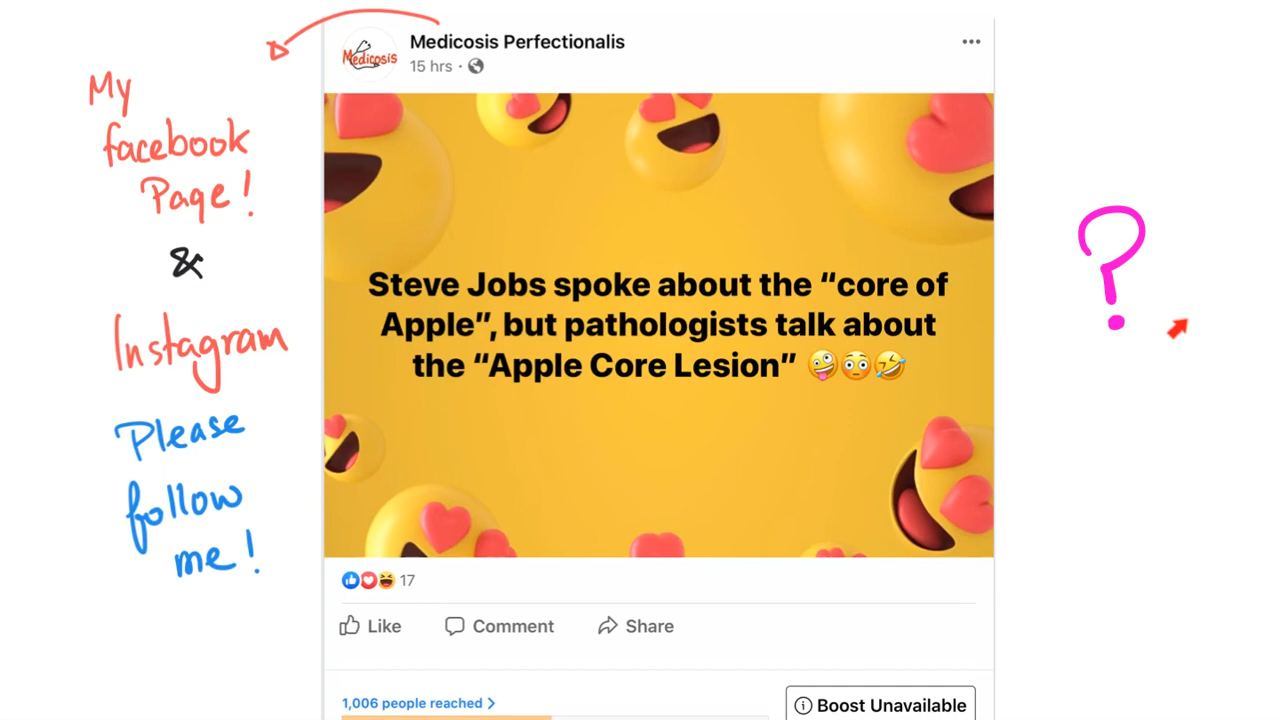 My
facebook
Page!
&
Instagram
Please
follow
me!
Medicosis
Medicosis Perfectionalis
15 hrs ·
Steve Jobs spoke about the “core of
Apple”, but pathologists talk about
the “Apple Core Lesion” 🤪😳🤣
17
Like Comment Share
1,006 people reached
Boost Unavailable
?